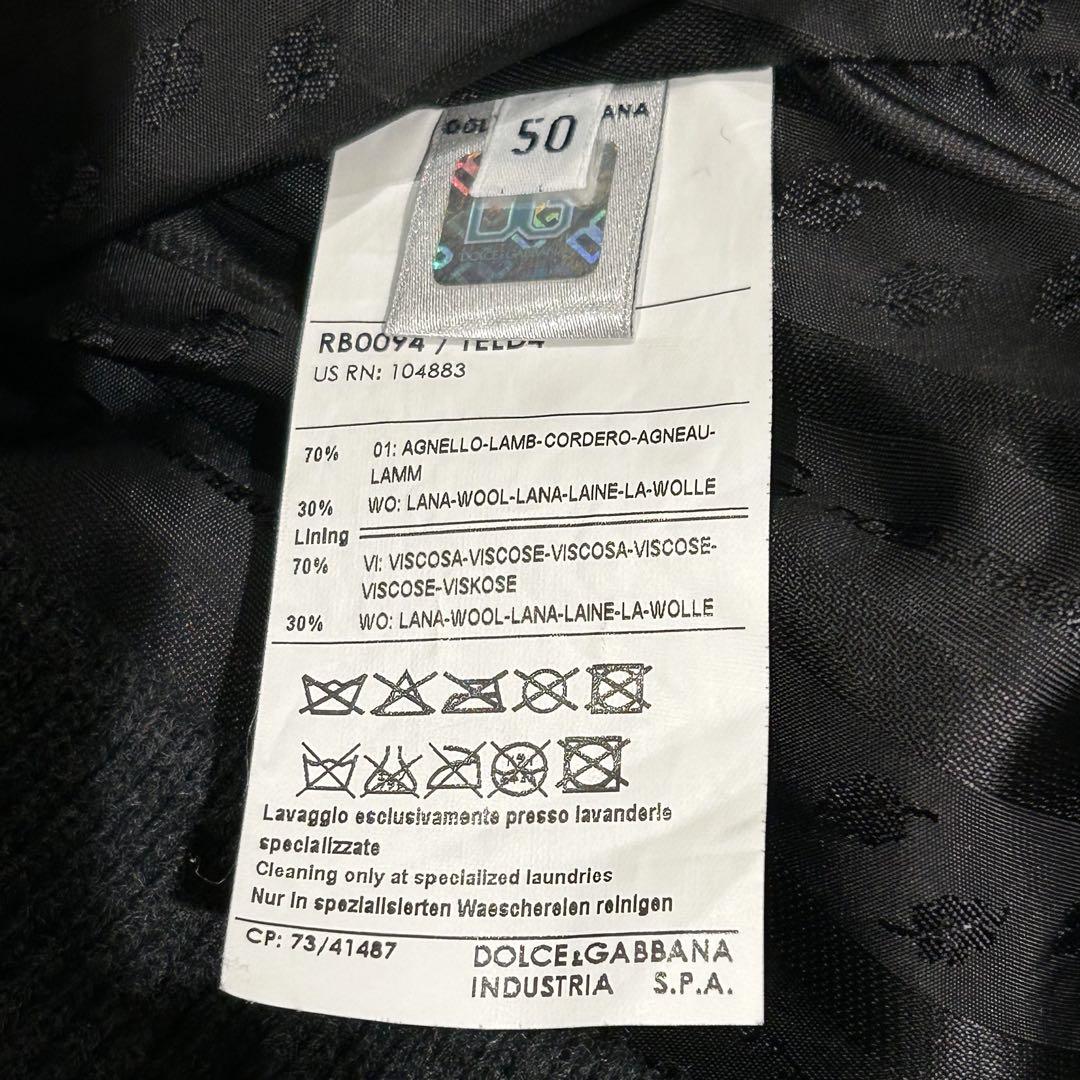 50
ANA
DG
DOLCE&GABBANA
RB0094 /
US RN: 104883
70% 01: AGNELLO-LAMB-CORDERO-AGNEAU-
LAMM
30% WO: LANA-WOOL-LANA-LAINE-LA-WOLLE
Lining
70% VI: VISCOSA-VISCOSE-VISCOSA-VISCOSE-
VISCOSE-VISKOSE
30% WO: LANA-WOOL-LANA-LAINE-LA-WOLLE
Lavaggio esclusivamente presso lavanderie
specializzate
Cleaning only at specialized laundries
Nur in spezialisierten Waeschereien reinigen
CP: 73/41487
DOLCE&GABBANA
INDUSTRIA S.P.A.